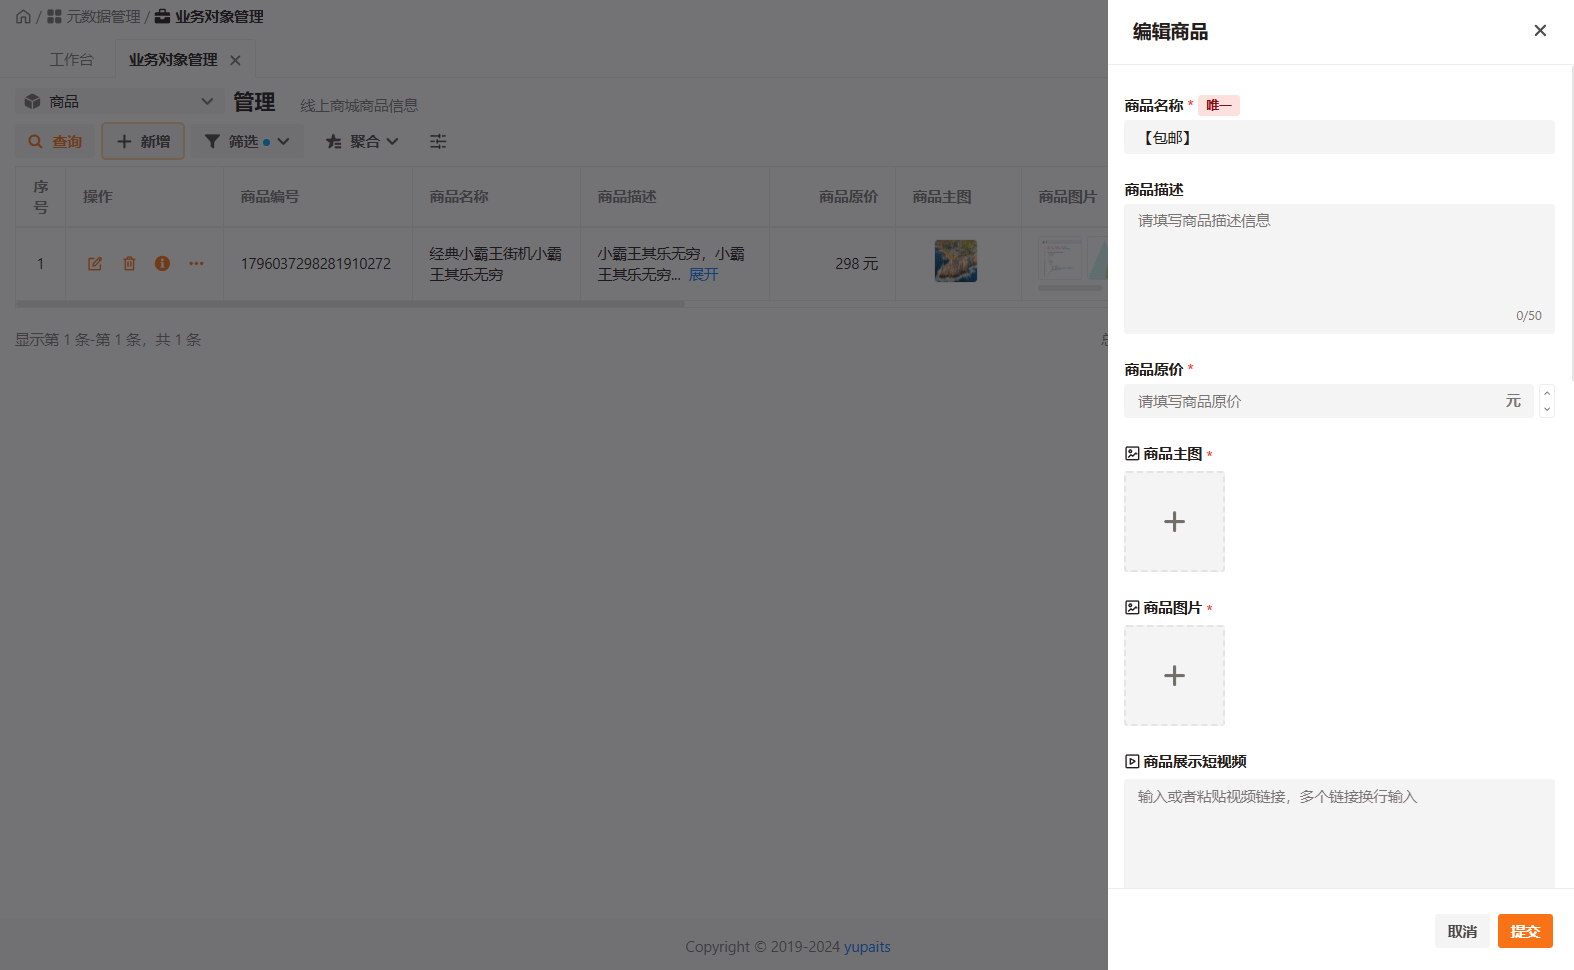 / 元数据管理 / 业务对象管理
工作台 业务对象管理
商品 管理 线上商城商品信息
查询 新增 筛选 聚合
序号 操作 商品编号 商品名称 商品描述 商品原价 商品主图 商品图片
1 1796037298281910272 经典小霸王街机小霸 小霸王其乐无穷，小霸 298 元
王其乐无穷 王其乐无穷... 展开
显示第 1 条-第 1 条，共 1 条
Copyright © 2019-2024 yupaits
编辑商品
商品名称 * 唯一
【包邮】
商品描述
请填写商品描述信息
0/50
商品原价 *
请填写商品原价 元
商品主图 *
商品图片 *
商品展示短视频
输入或者粘贴视频链接，多个链接换行输入
取消 提交